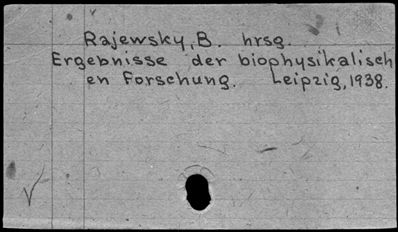 Rajewsky, B. hrsg.
Ergebnisse der biophysikalisch
en Forschung. Leipzig, 1938.